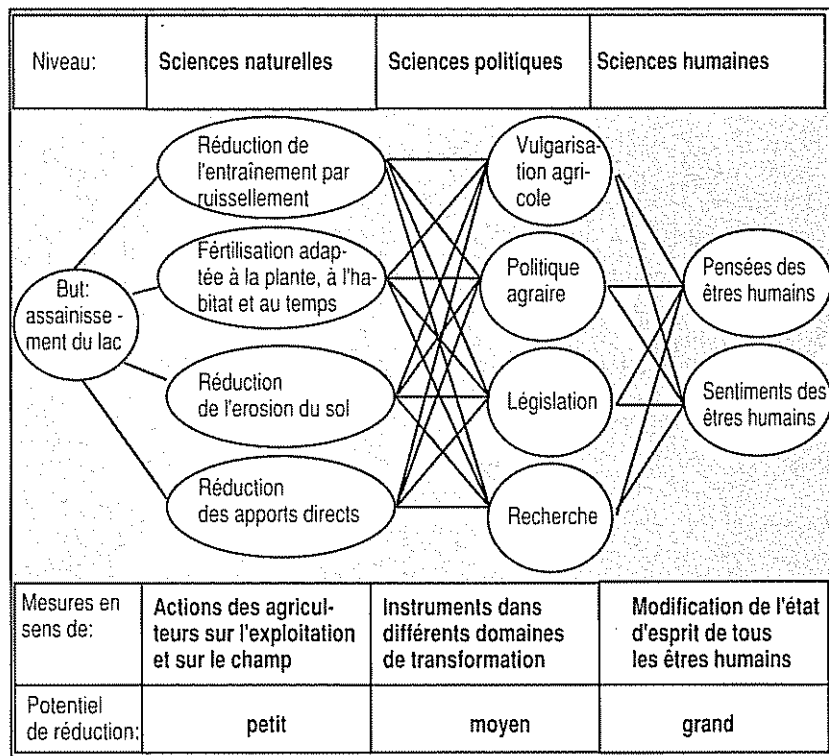 Niveau:
Sciences naturelles
Sciences politiques
Sciences humaines
But:
assainisse -
ment du lac
Réduction de
l'entraînement par
ruissellement
Fértilisation adap-
tée à la plante, à l'ha-
bitat et au temps
Réduction
de l'erosion du sol
Réduction
des apports directs
Vulgarisa-
tion agri-
cole
Politique
agraire
Législation
Recherche
Pensées des
êtres humains
Sentiments des
êtres humains
Mesures en
sens de:
Actions des agricul-
teurs sur l'exploitation
et sur le champ
Instruments dans
différents domaines
de transformation
Modification de l'état
d'esprit de tous
les êtres humains
Potentiel
de réduction:
petit
moyen
grand